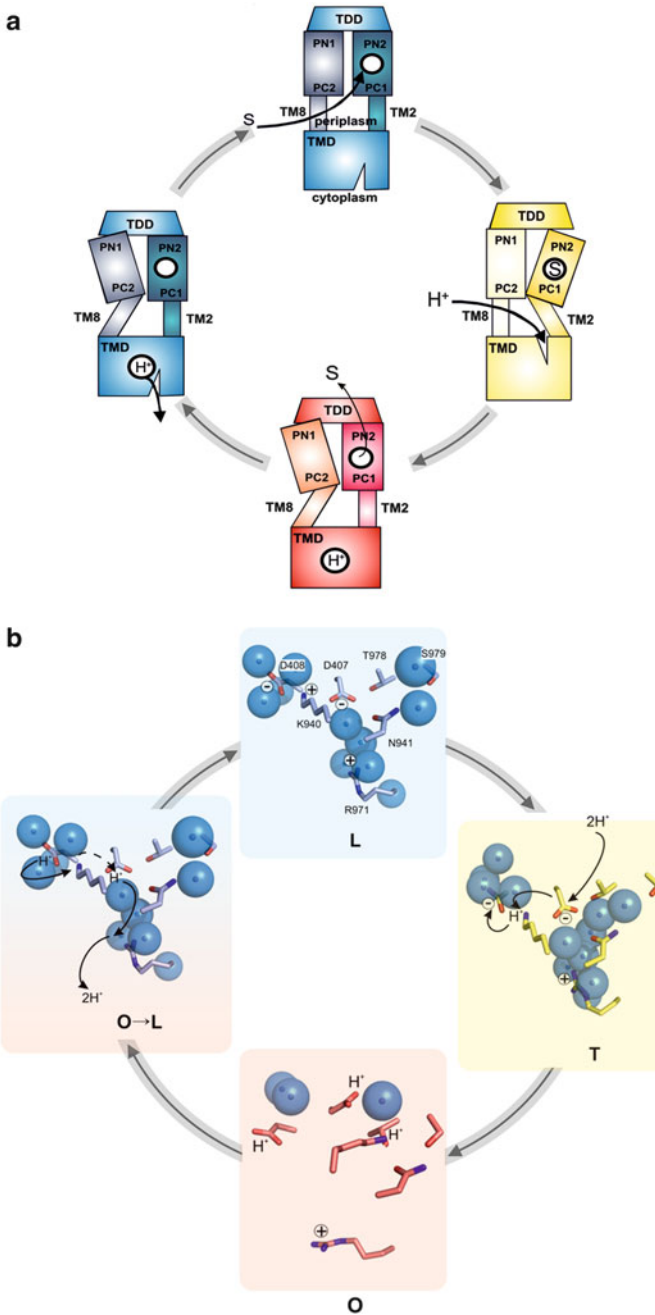 a
TDD
PN1 PN2
PC2 PC1
S
TM8 periplasm TM2
TMD
cytoplasm
TDD
PN1 PN2
PC2 PC1
TM8 TM2
TMD
H⁺
TDD
PN1 PN2
S
PC2 PC1
H⁺
TM8 TM2
TMD
S
TDD
PN1 PN2
PC2 PC1
TM8 TM2
TMD
H⁺
b
D408 D407 T978 S979
K940
N941
R971
L
H⁺
H⁺
2H⁺
O→L
2H⁺
H⁺
T
H⁺
H⁺
H⁺
O